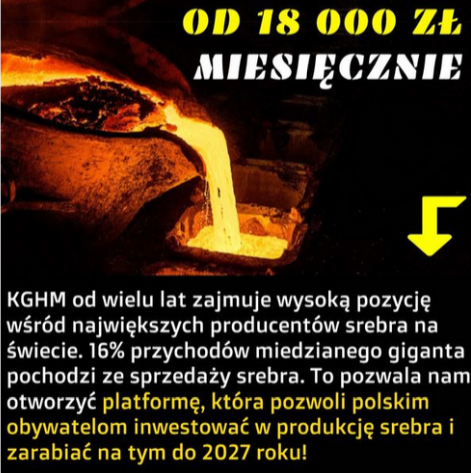 OD 18 000 ZŁ
MIESIĘCZNIE
KGHM od wielu lat zajmuje wysoką pozycję
wśród największych producentów srebra na
świecie. 16% przychodów miedzianego giganta
pochodzi ze sprzedaży srebra. To pozwala nam
otworzyć platformę, która pozwoli polskim
obywatelom inwestować w produkcję srebra i
zarabiać na tym do 2027 roku!